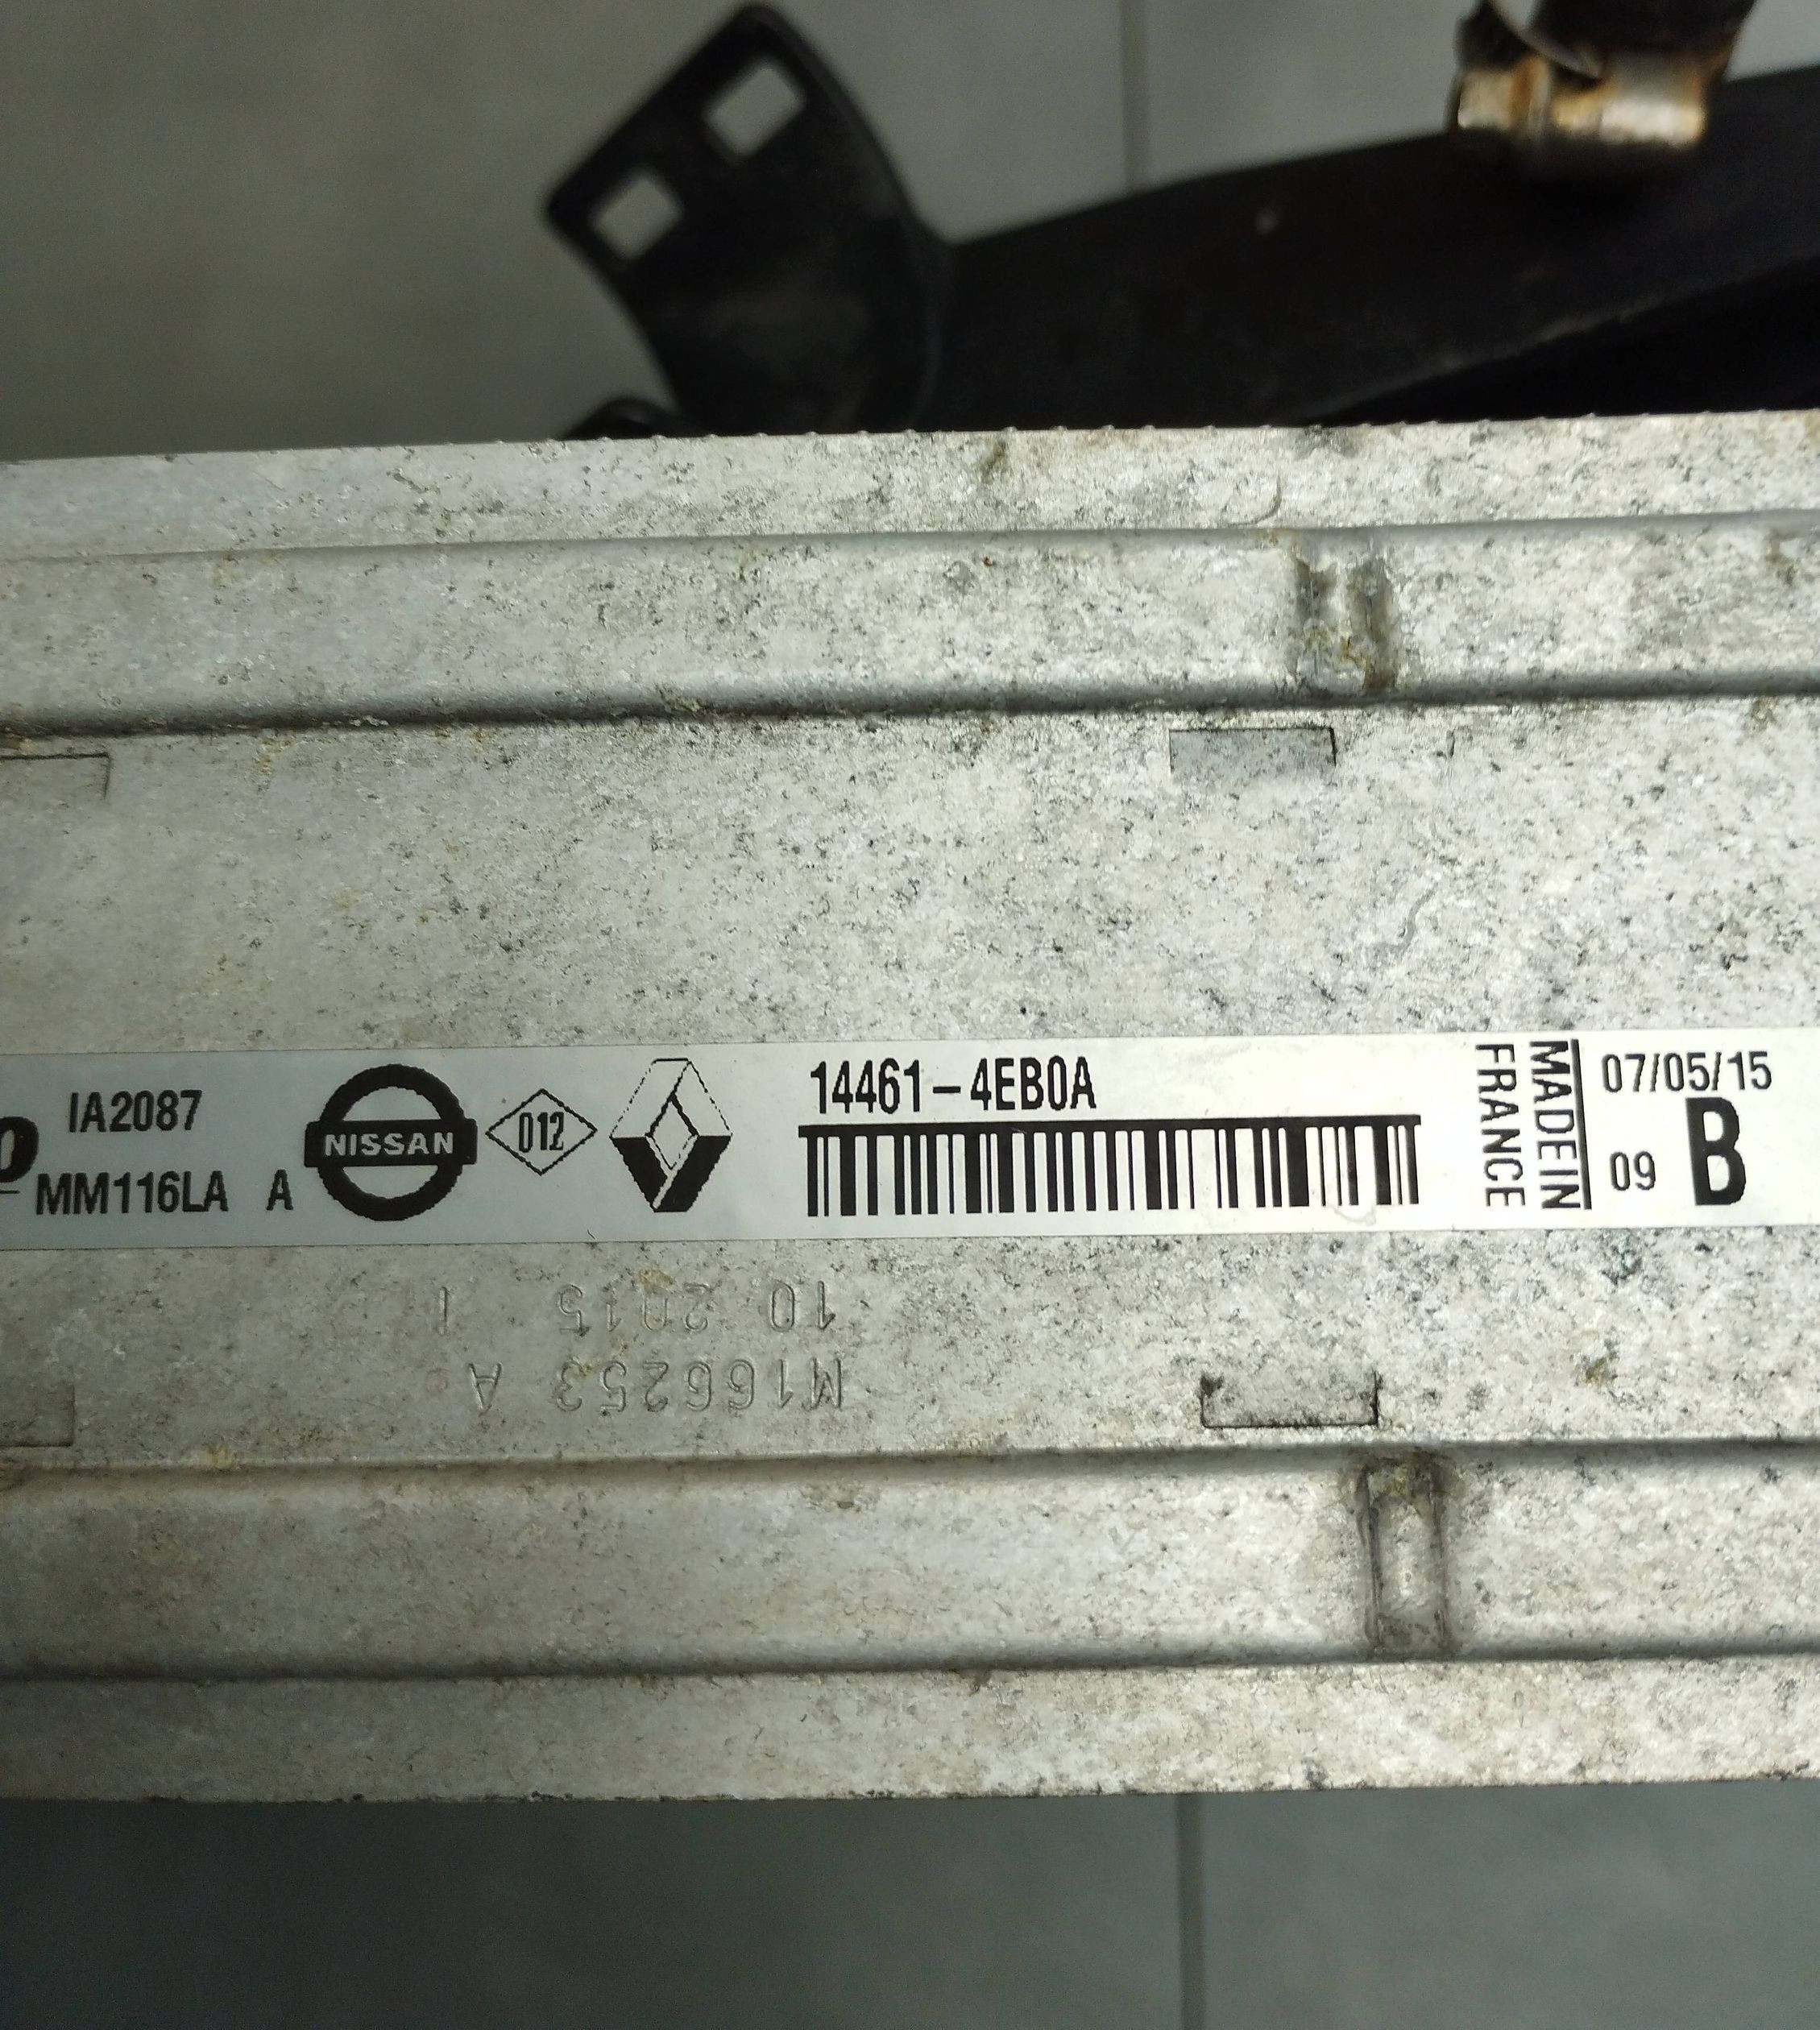 IA2087
MM116LA A
NISSAN
012
14461-4EB0A
MADE IN
FRANCE
07/05/15
09 B
M166253 A
10 2015 1